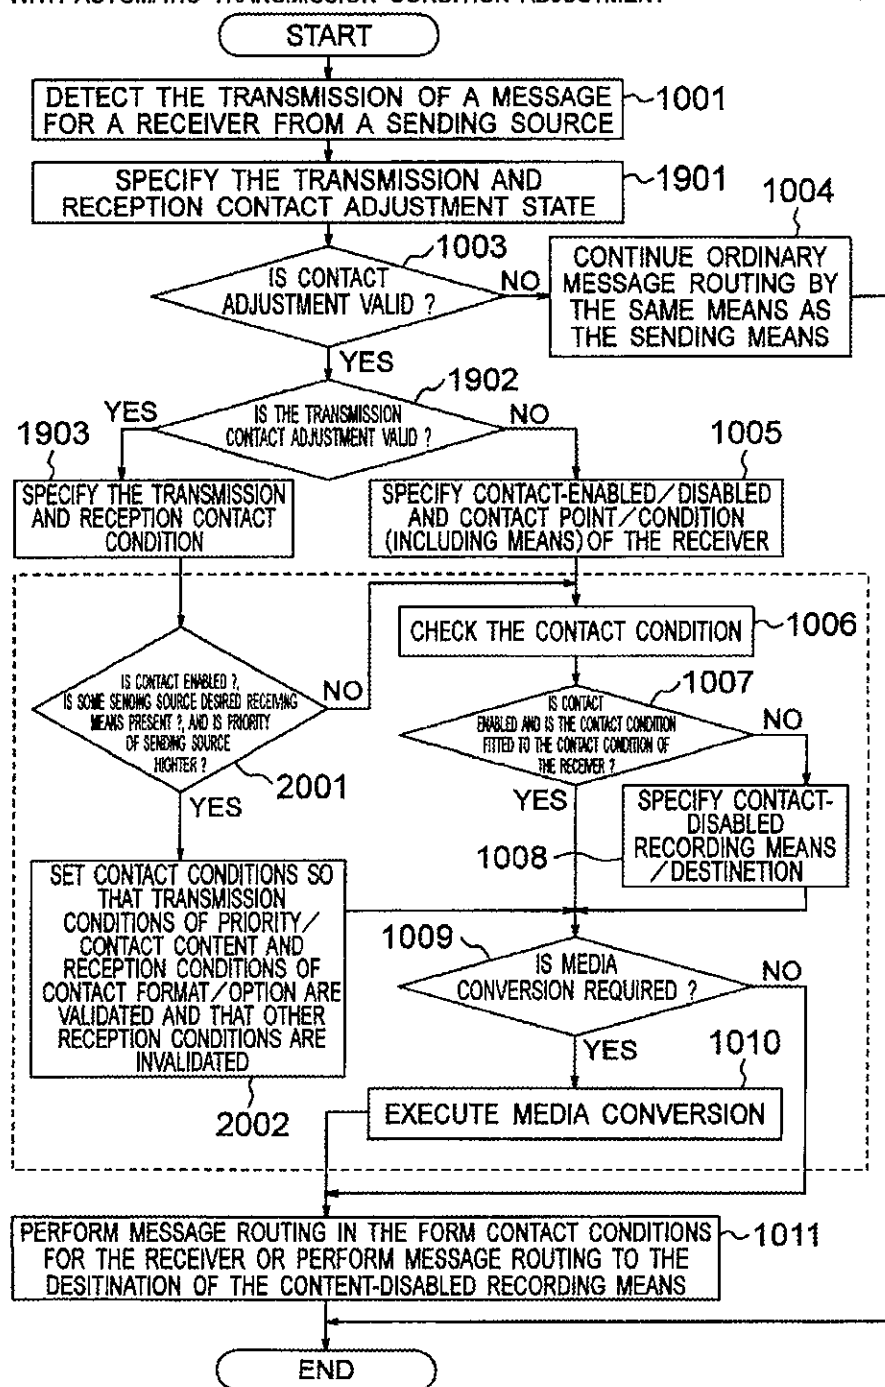 WITH AUTOMATIC TRANSMISSION CONDITION ADJUSTMENT
START
DETECT THE TRANSMISSION OF A MESSAGE
FOR A RECEIVER FROM A SENDING SOURCE
1001
SPECIFY THE TRANSMISSION AND
RECEPTION CONTACT ADJUSTMENT STATE
1901
1003
IS CONTACT
ADJUSTMENT VALID ?
NO
YES
1004
CONTINUE ORDINARY
MESSAGE ROUTING BY
THE SAME MEANS AS
THE SENDING MEANS
1902
IS THE TRANSMISSION
CONTACT ADJUSTMENT VALID ?
YES
NO
1903
SPECIFY THE TRANSMISSION
AND RECEPTION CONTACT
CONDITION
1005
SPECIFY CONTACT-ENABLED/DISABLED
AND CONTACT POINT/CONDITION
(INCLUDING MEANS) OF THE RECEIVER
CHECK THE CONTACT CONDITION
1006
IS CONTACT ENABLED ?,
IS SOME SENDING SOURCE DESIRED RECEIVING
MEANS PRESENT ?, AND IS PRIORITY
OF SENDING SOURCE
HIGHTER ?
NO
2001
YES
1007
IS CONTACT
ENABLED AND IS THE CONTACT CONDITION
FITTED TO THE CONTACT CONDITION OF
THE RECEIVER ?
NO
YES
SPECIFY CONTACT-
DISABLED
RECORDING MEANS
/DESTINETION
1008
SET CONTACT CONDITIONS SO
THAT TRANSMISSION
CONDITIONS OF PRIORITY/
CONTACT CONTENT AND
RECEPTION CONDITIONS OF
CONTACT FORMAT/OPTION ARE
VALIDATED AND THAT OTHER
RECEPTION CONDITIONS ARE
INVALIDATED
2002
1009
IS MEDIA
CONVERSION REQUIRED ?
NO
YES
1010
EXECUTE MEDIA CONVERSION
PERFORM MESSAGE ROUTING IN THE FORM CONTACT CONDITIONS
FOR THE RECEIVER OR PERFORM MESSAGE ROUTING TO THE
DESITINATION OF THE CONTENT-DISABLED RECORDING MEANS
1011
END